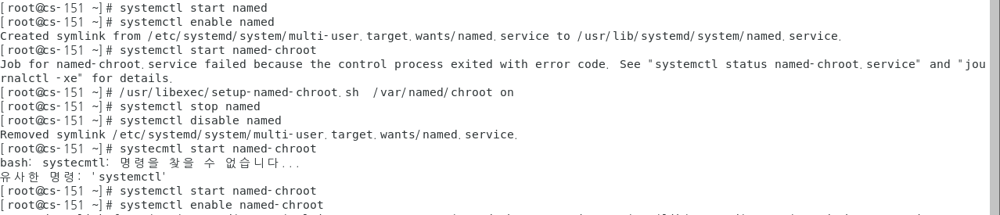 [root@cs-151 ~]# systemctl start named
[root@cs-151 ~]# systemctl enable named
Created symlink from /etc/systemd/system/multi-user.target.wants/named.service to /usr/lib/systemd/system/named.service.
[root@cs-151 ~]# systemctl start named-chroot
Job for named-chroot.service failed because the control process exited with error code. See "systemctl status named-chroot.service" and "jou
rnalctl -xe" for details.
[root@cs-151 ~]# /usr/libexec/setup-named-chroot.sh  /var/named/chroot on
[root@cs-151 ~]# systemctl stop named
[root@cs-151 ~]# systemctl disable named
Removed symlink /etc/systemd/system/multi-user.target.wants/named.service.
[root@cs-151 ~]# systecmtl start named-chroot
bash: systecmtl: 명령을 찾을 수 없습니다...
유사한 명령: 'systemctl'
[root@cs-151 ~]# systemctl start named-chroot
[root@cs-151 ~]# systemctl enable named-chroot